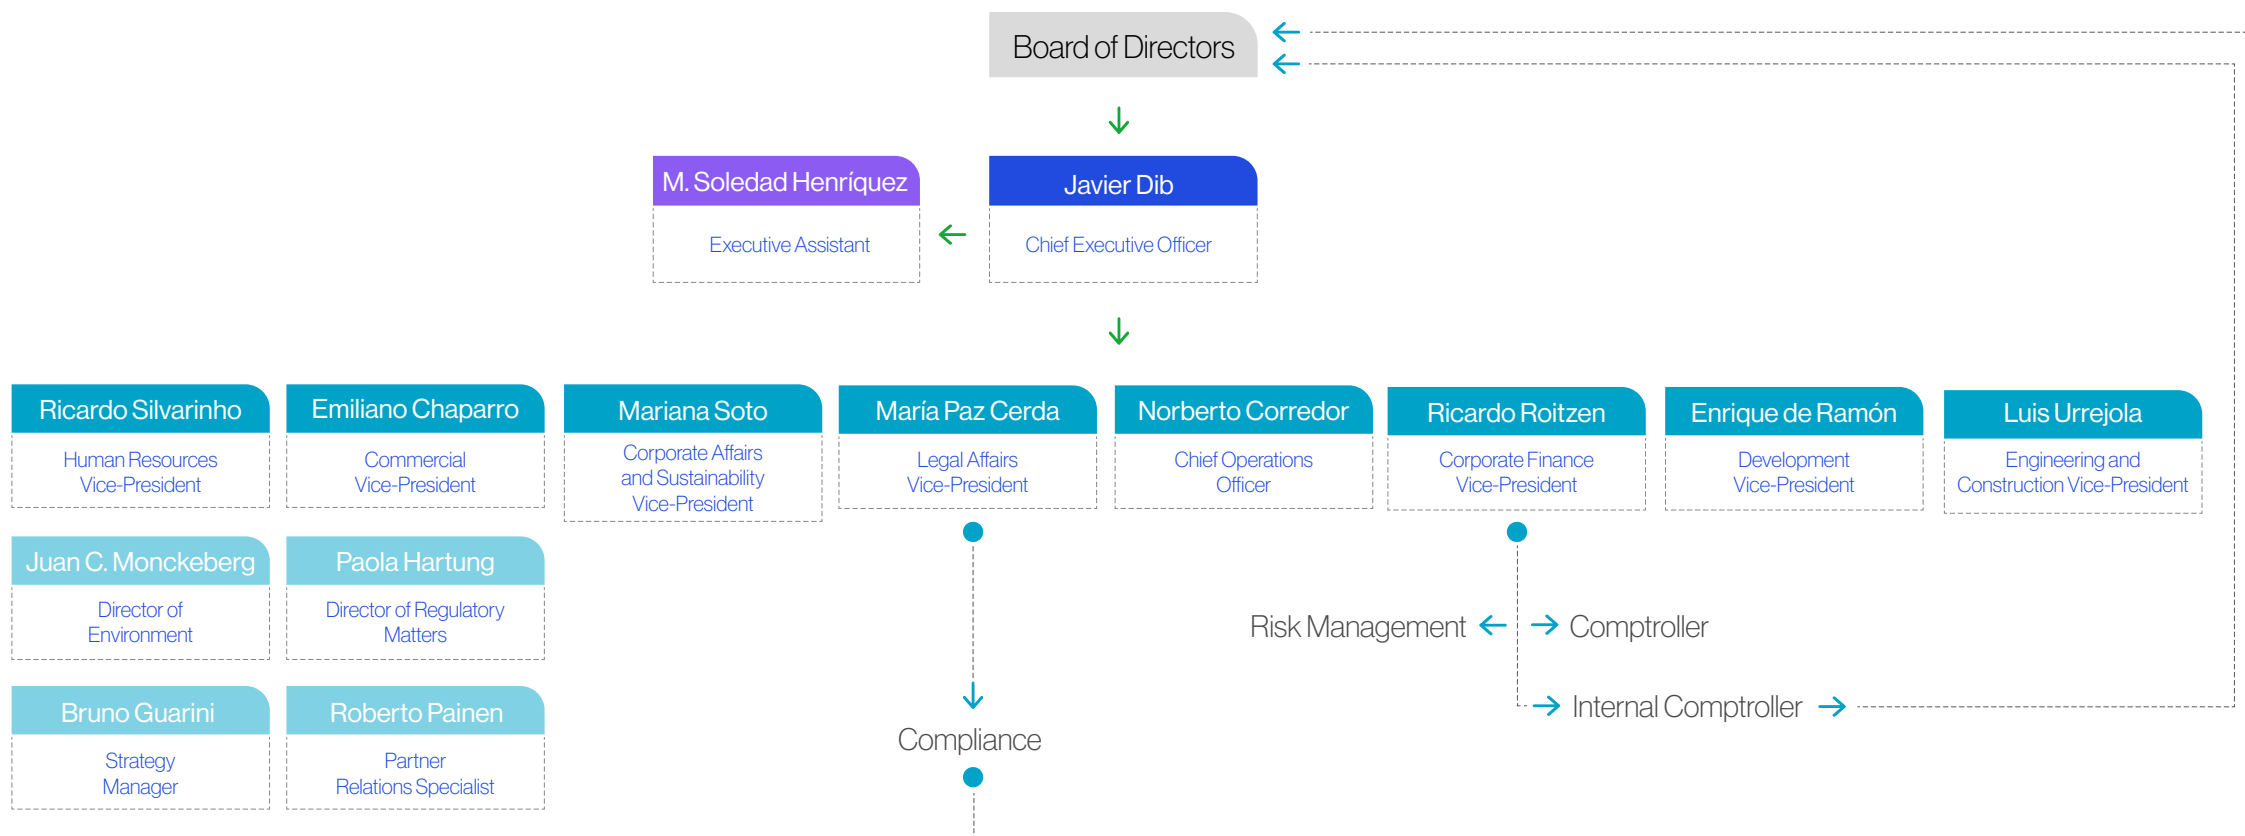 Board of Directors
M. Soledad Henríquez
Executive Assistant
Javier Dib
Chief Executive Officer
Ricardo Silvarinho
Human Resources
Vice-President
Emiliano Chaparro
Commercial
Vice-President
Mariana Soto
Corporate Affairs
and Sustainability
Vice-President
María Paz Cerda
Legal Affairs
Vice-President
Norberto Corredor
Chief Operations
Officer
Ricardo Roitzen
Corporate Finance
Vice-President
Enrique de Ramón
Development
Vice-President
Luis Urrejola
Engineering and
Construction Vice-President
Juan C. Monckeberg
Director of
Environment
Paola Hartung
Director of Regulatory
Matters
Risk Management
Comptroller
Bruno Guarini
Strategy
Manager
Roberto Painen
Partner
Relations Specialist
Compliance
Internal Comptroller